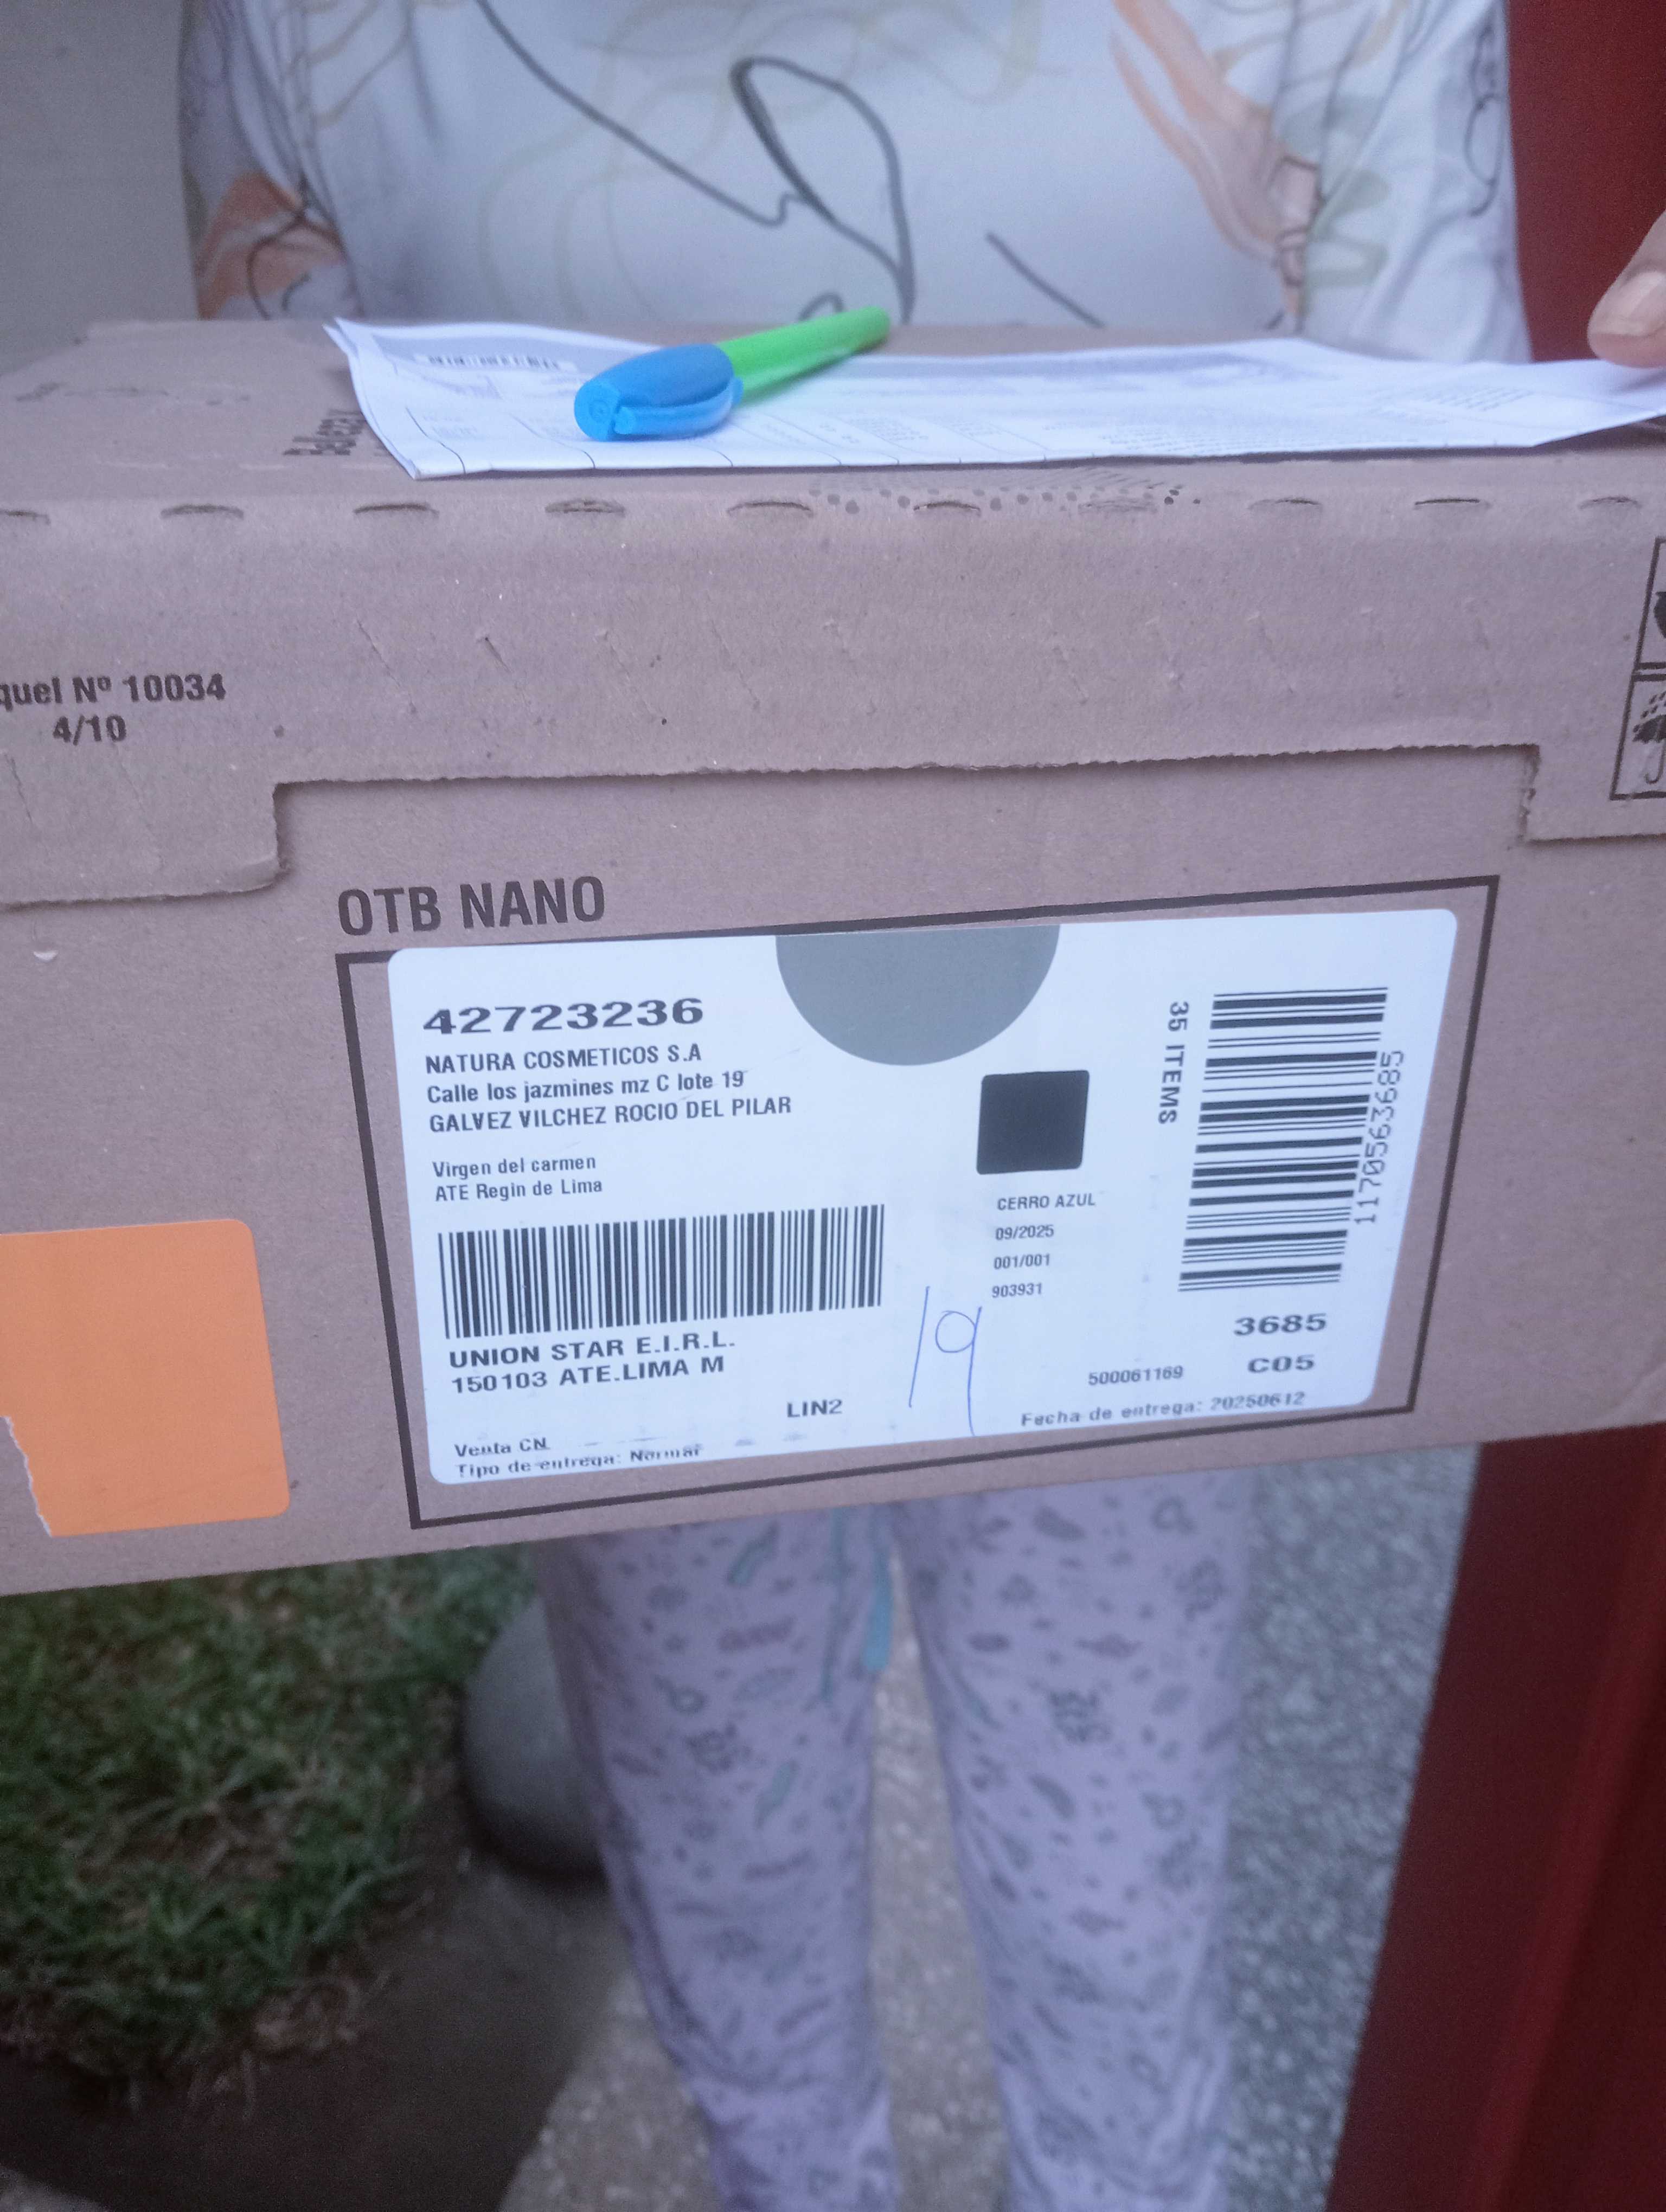 quel Nº 10034
4/10
OTB NANO
42723236
NATURA COSMETICOS S.A
Calle los jazmines mz C lote 19
GALVEZ VILCHEZ ROCIO DEL PILAR
Virgen del carmen
ATE Regin de Lima
UNION STAR E.I.R.L.
150103 ATE.LIMA M
LIN2
Venta CN
Tipo de entrega: Normal
CERRO AZUL
09/2025
001/001
903931
19
35 ITEMS
1170563685
3685
C05
500061169
Fecha de entrega: 20250612